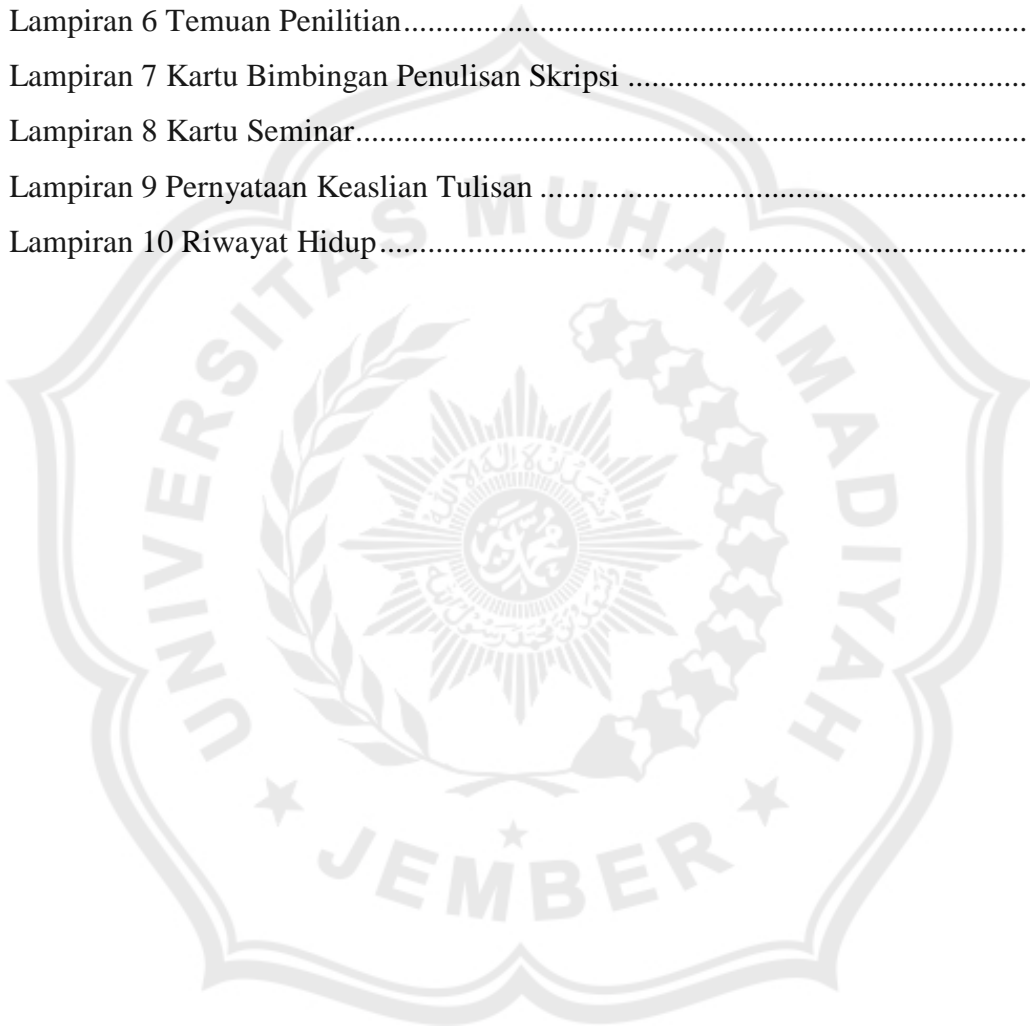 Lampiran 6 Temuan Penilitian....................................................................................
Lampiran 7 Kartu Bimbingan Penulisan Skripsi ....................................................
Lampiran 8 Kartu Seminar..........................................................................................
Lampiran 9 Pernyataan Keaslian Tulisan ................................................................
Lampiran 10 Riwayat Hidup.......................................................................................
UNIVERSITAS MUHAMMADIYAH
JEMBER